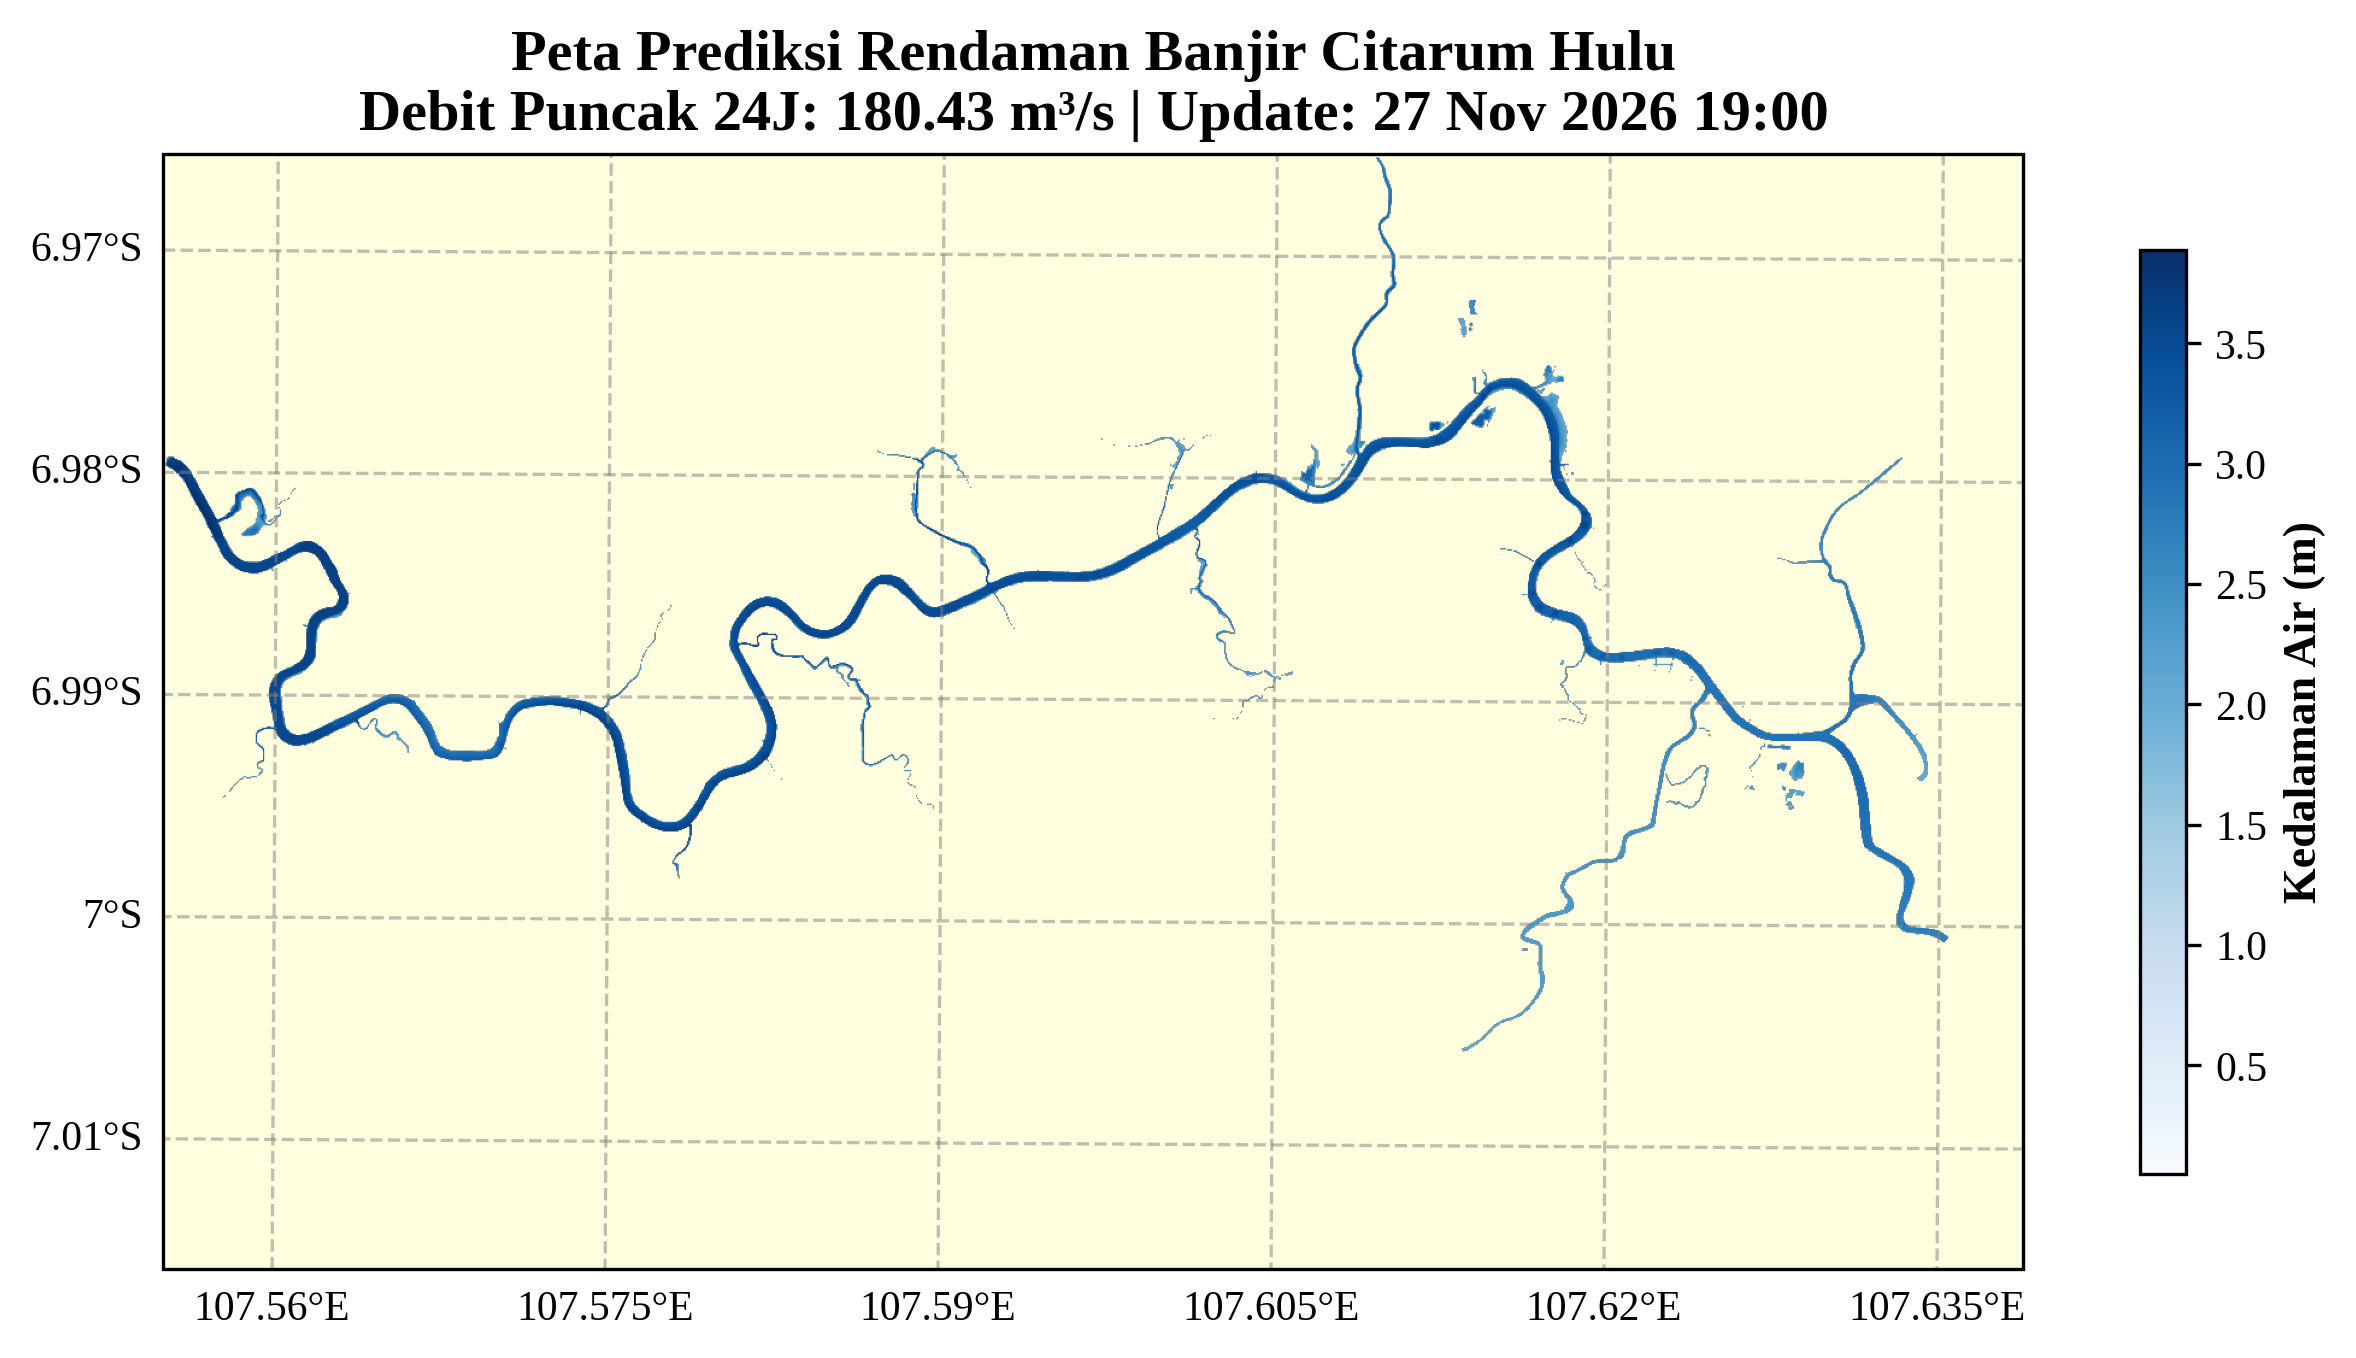 Peta Prediksi Rendaman Banjir Citarum Hulu
Debit Puncak 24J: 180.43 m³/s | Update: 27 Nov 2026 19:00
6.97°S
6.98°S
6.99°S
7°S
7.01°S
107.56°E
107.575°E
107.59°E
107.605°E
107.62°E
107.635°E
3.5
3.0
2.5
2.0
1.5
1.0
0.5
Kedalaman Air (m)